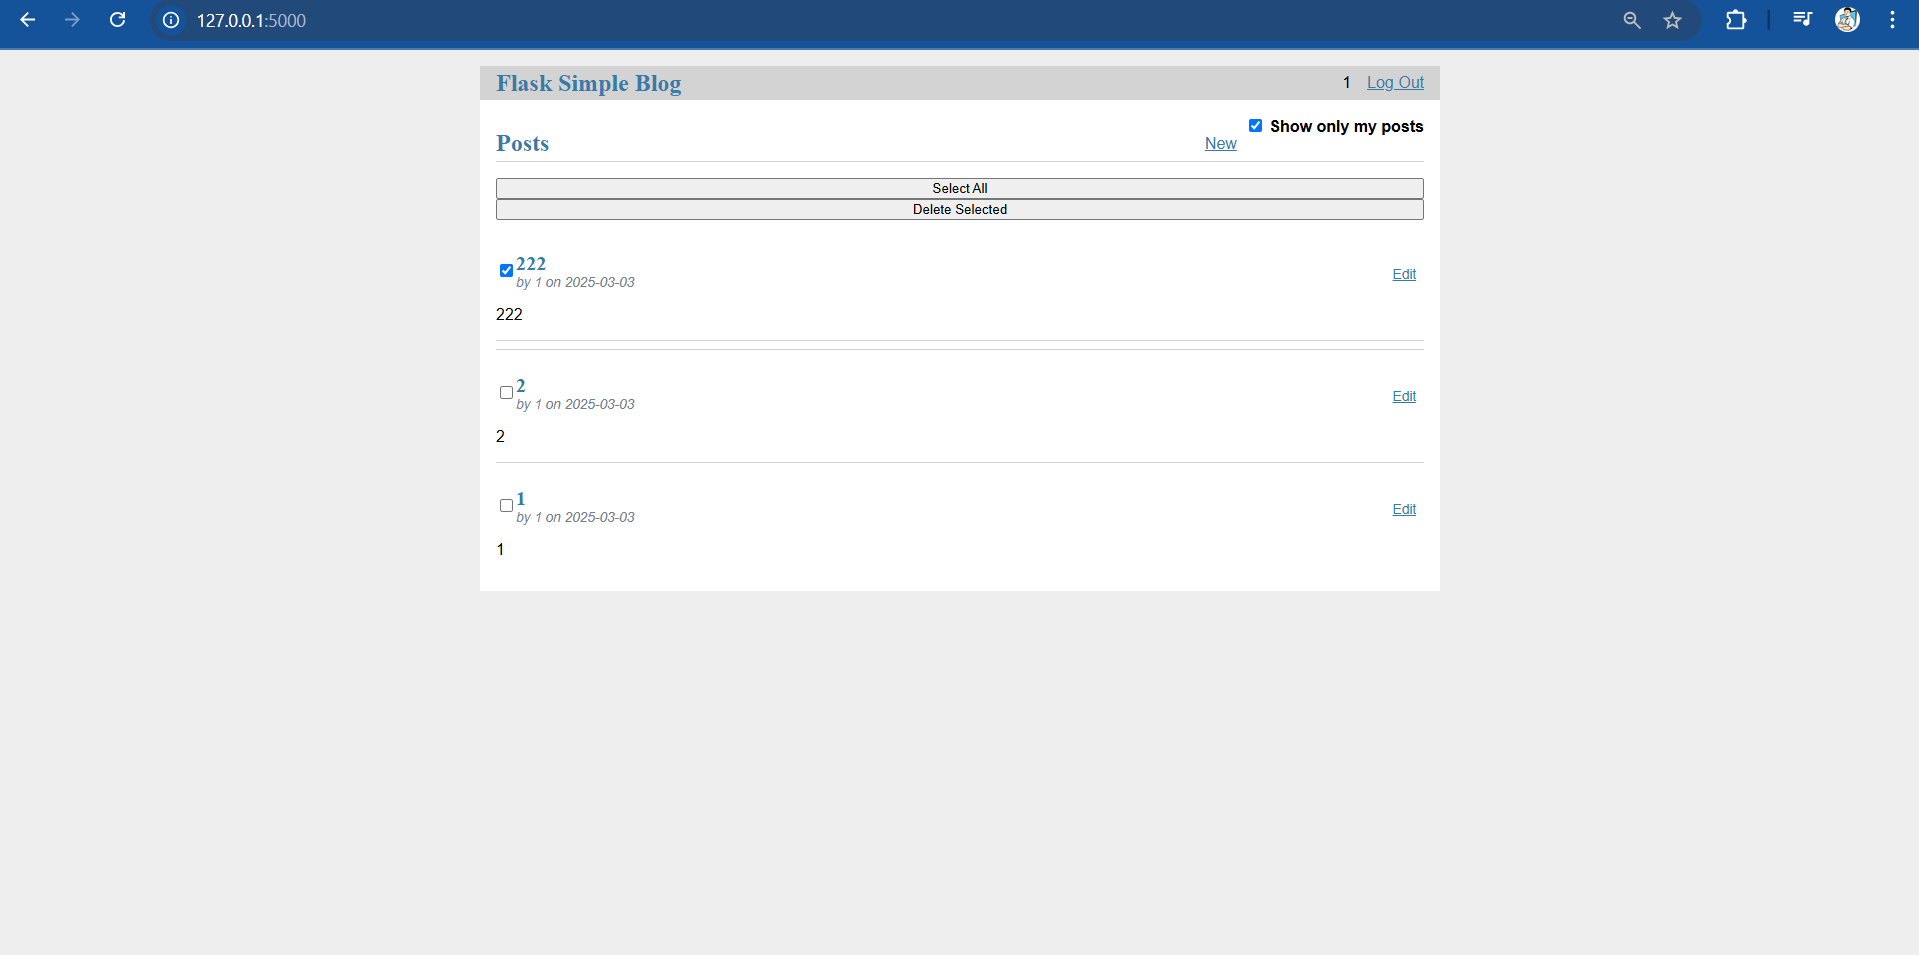 127.0.0.1:5000
Flask Simple Blog
1 Log Out
Show only my posts
Posts
New
Select All
Delete Selected
222
by 1 on 2025-03-03
Edit
222
2
by 1 on 2025-03-03
Edit
2
1
by 1 on 2025-03-03
Edit
1